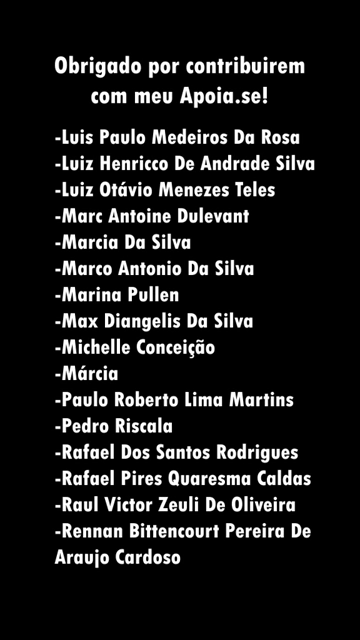 Obrigado por contribuirem
com meu Apoia.se!
-Luis Paulo Medeiros Da Rosa
-Luiz Henricco De Andrade Silva
-Luiz Otávio Menezes Teles
-Marc Antoine Dulevant
-Marcia Da Silva
-Marco Antonio Da Silva
-Marina Pullen
-Max Diangelis Da Silva
-Michelle Conceição
-Márcia
-Paulo Roberto Lima Martins
-Pedro Riscala
-Rafael Dos Santos Rodrigues
-Rafael Pires Quaresma Caldas
-Raul Victor Zeuli De Oliveira
-Rennan Bittencourt Pereira De
Araujo Cardoso